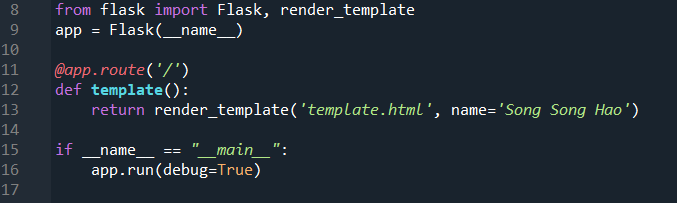 8 from flask import Flask, render_template
9 app = Flask(__name__)
10
11 @app.route('/')
12 def template():
13     return render_template('template.html', name='Song Song Hao')
14
15 if __name__ == "__main__":
16     app.run(debug=True)
17